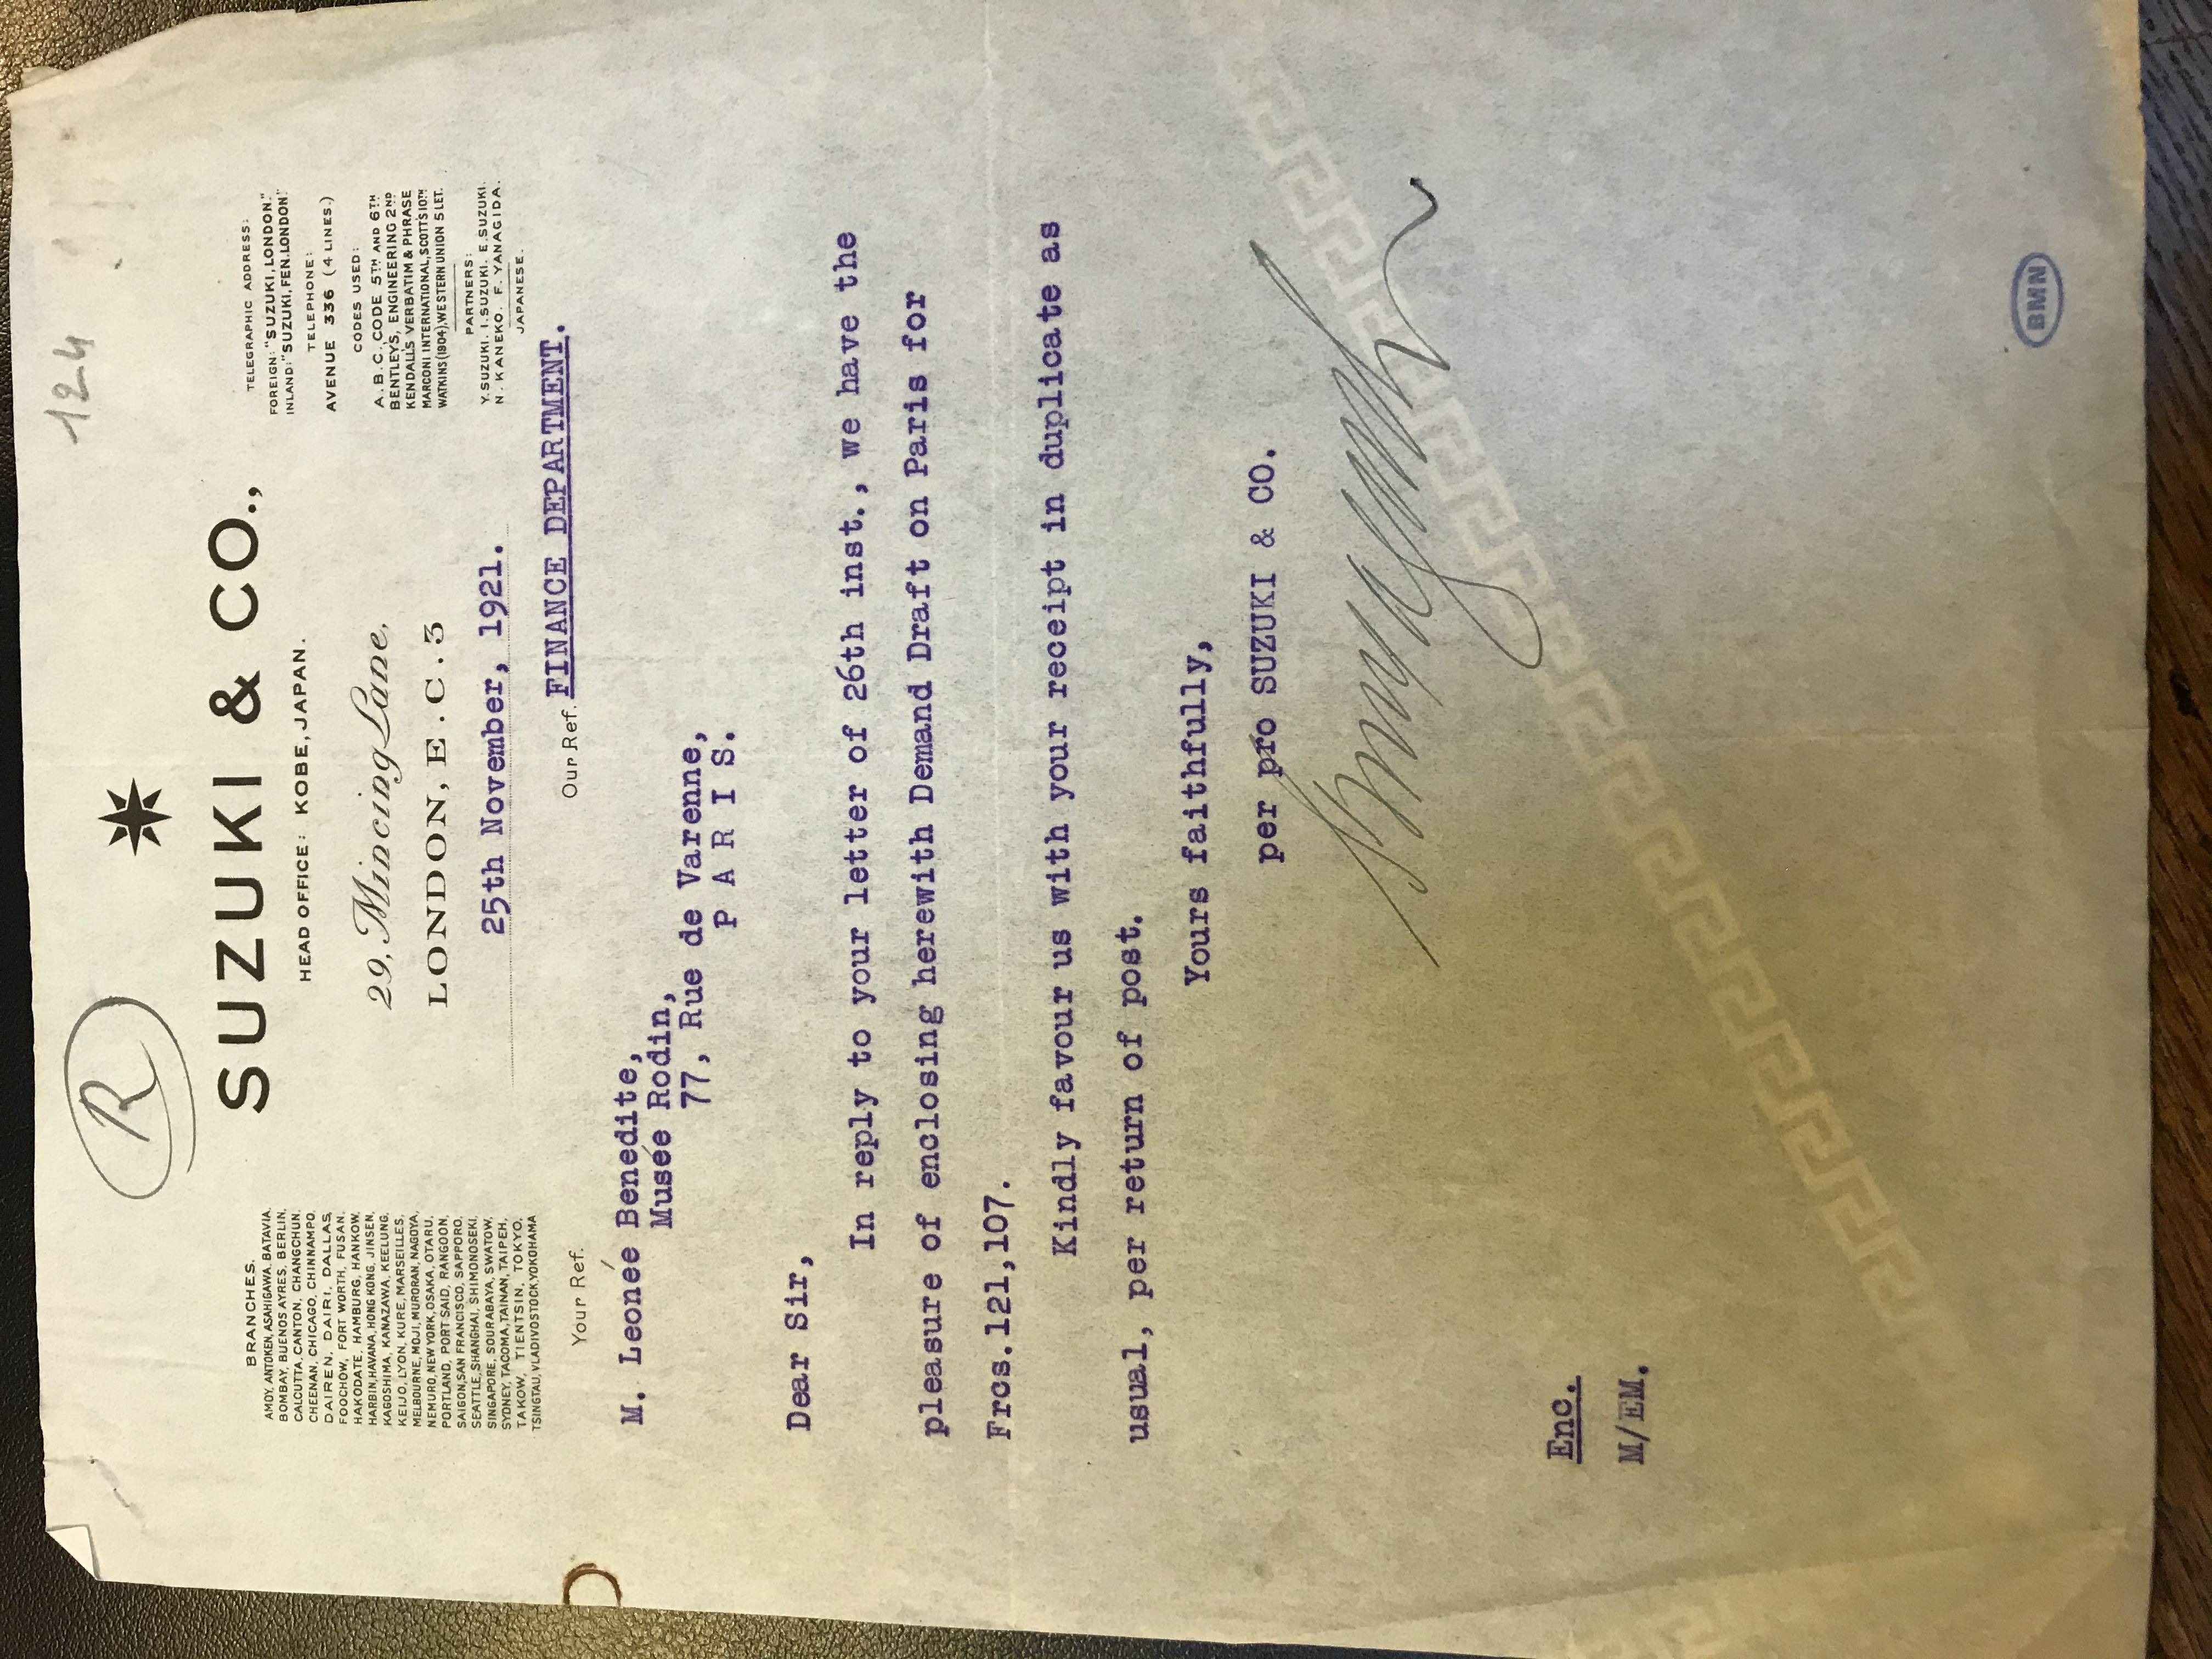 124
R
BRANCHES.
AMOY, ANTOKEN, ASAHIGAWA, BATAVIA.
BOMBAY, BUENOS AYRES, BERLIN.
CALCUTTA, CANTON, CHANGCHUN.
CHEENAN, CHICAGO, CHINNAMPO.
DAIREN, DAIRI, DALLAS.
FOOCHOW, FORT WORTH, FUSAN.
HAKODATE, HAMBURG, HANKOW.
HARBIN, HAVANA, HONG KONG, JINSEN.
KAGOSHIMA, KANAZAWA, KEELUNG.
KEIJO, LYON, KURE, MARSEILLES,
MELBOURNE, MOJI, MURORAN, NAGOYA.
NEMURO, NEW YORK, OSAKA, OTARU.
PORTLAND, PORT SAID, RANGOON,
SAIGON, SAN FRANCISCO, SAPPORO.
SEATTLE, SHANGHAI, SHIMONOSEKI.
SINGAPORE, SOURABAYA, SWATOW,
SYDNEY, TACOMA, TAINAN, TAIPEH.
TAKOW, TIENTSIN, TOKYO.
TSINGTAU, VLADIVOSTOCK, YOKOHAMA
SUZUKI & CO.,
HEAD OFFICE: KOBE, JAPAN.
29, Mincing Lane,
LONDON, E.C.3
25th November, 1921.
TELEGRAPHIC ADDRESS:
FOREIGN: "SUZUKI, LONDON."
INLAND: "SUZUKI, FEN. LONDON."
TELEPHONE:
AVENUE 336 (4 LINES.)
CODES USED:
A.B.C. CODE 5TH AND 6TH
BENTLEY'S, ENGINEERING 2ND
KENDALL'S VERBATIM & PHRASE
MARCONI INTERNATIONAL, SCOTT'S 10TH
WATKINS (1904), WESTERN UNION 5 LET.
PARTNERS:
Y. SUZUKI. I. SUZUKI. E. SUZUKI.
N. KANEKO. F. YANAGIDA.
JAPANESE.
Your Ref.
Our Ref. FINANCE DEPARTMENT.
M. Leonée Benedite,
Musée Rodin,
77, Rue de Varenne,
P A R I S.
Dear Sir,
In reply to your letter of 26th inst., we have the
pleasure of enclosing herewith Demand Draft on Paris for
Frcs.121,107.
Kindly favour us with your receipt in duplicate as
usual, per return of post.
Yours faithfully,
per pro SUZUKI & CO.
Enc.
M/EM.
BMN